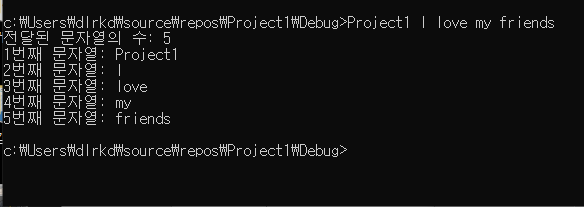 c:₩Users₩dlrkd₩source₩repos₩Project1₩Debug>Project1 I love my friends
전달된 문자열의 수: 5
1번째 문자열: Project1
2번째 문자열: I
3번째 문자열: love
4번째 문자열: my
5번째 문자열: friends
c:₩Users₩dlrkd₩source₩repos₩Project1₩Debug>